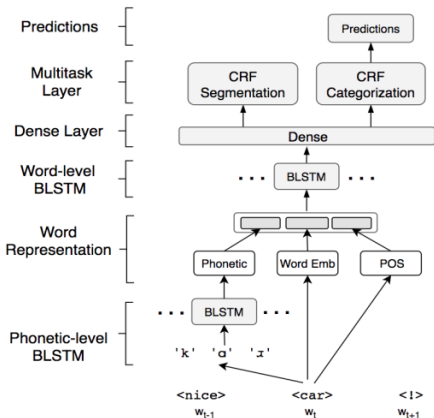 Predictions
Predictions
Multitask
Layer
CRF
Segmentation
CRF
Categorization
Dense Layer
Dense
Word-level
BLSTM
. . .
BLSTM
. . .
Word
Representation
Phonetic
Word Emb
POS
Phonetic-level
BLSTM
. . .
BLSTM
. . .
'k' 'ɑ' 'ɹ'
<nice> <car> <!>
wt-1 wt wt+1